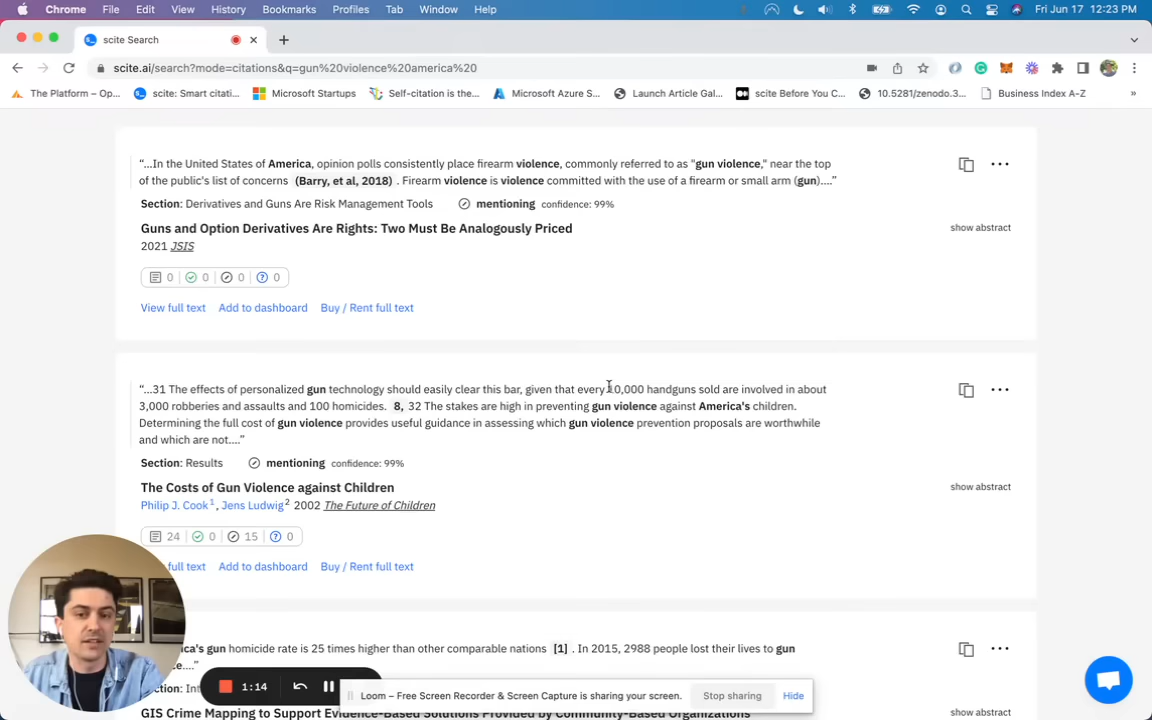 Chrome File Edit View History Bookmarks Profiles Tab Window Help Fri Jun 17 12:23 PM
scite Search
scite.ai/search?mode=citations&q=gun%20violence%20america%20
The Platform – Op... scite: Smart citati... Microsoft Startups Self-citation is the... Microsoft Azure S... Launch Article Gal... scite Before You C... 10.5281/zenodo.3... Business Index A-Z »
“...In the United States of America, opinion polls consistently place firearm violence, commonly referred to as "gun violence," near the top
of the public's list of concerns (Barry, et al, 2018) . Firearm violence is violence committed with the use of a firearm or small arm (gun)....”
Section: Derivatives and Guns Are Risk Management Tools mentioning confidence: 99%
Guns and Option Derivatives Are Rights: Two Must Be Analogously Priced show abstract
2021 JSIS
0 0 0 0
View full text Add to dashboard Buy / Rent full text
“...31 The effects of personalized gun technology should easily clear this bar, given that every 10,000 handguns sold are involved in about
3,000 robberies and assaults and 100 homicides. 8, 32 The stakes are high in preventing gun violence against America's children.
Determining the full cost of gun violence provides useful guidance in assessing which gun violence prevention proposals are worthwhile
and which are not....”
Section: Results mentioning confidence: 99%
The Costs of Gun Violence against Children show abstract
Philip J. Cook 1, Jens Ludwig 2 2002 The Future of Children
24 0 15 0
full text Add to dashboard Buy / Rent full text
gun homicide rate is 25 times higher than other comparable nations [1] . In 2015, 2988 people lost their lives to gun
1:14 Loom – Free Screen Recorder & Screen Capture is sharing your screen. Stop sharing Hide
GIS Crime Mapping to Support Evidence-Based Solutions Provided by Community-Based Organizations show abstract